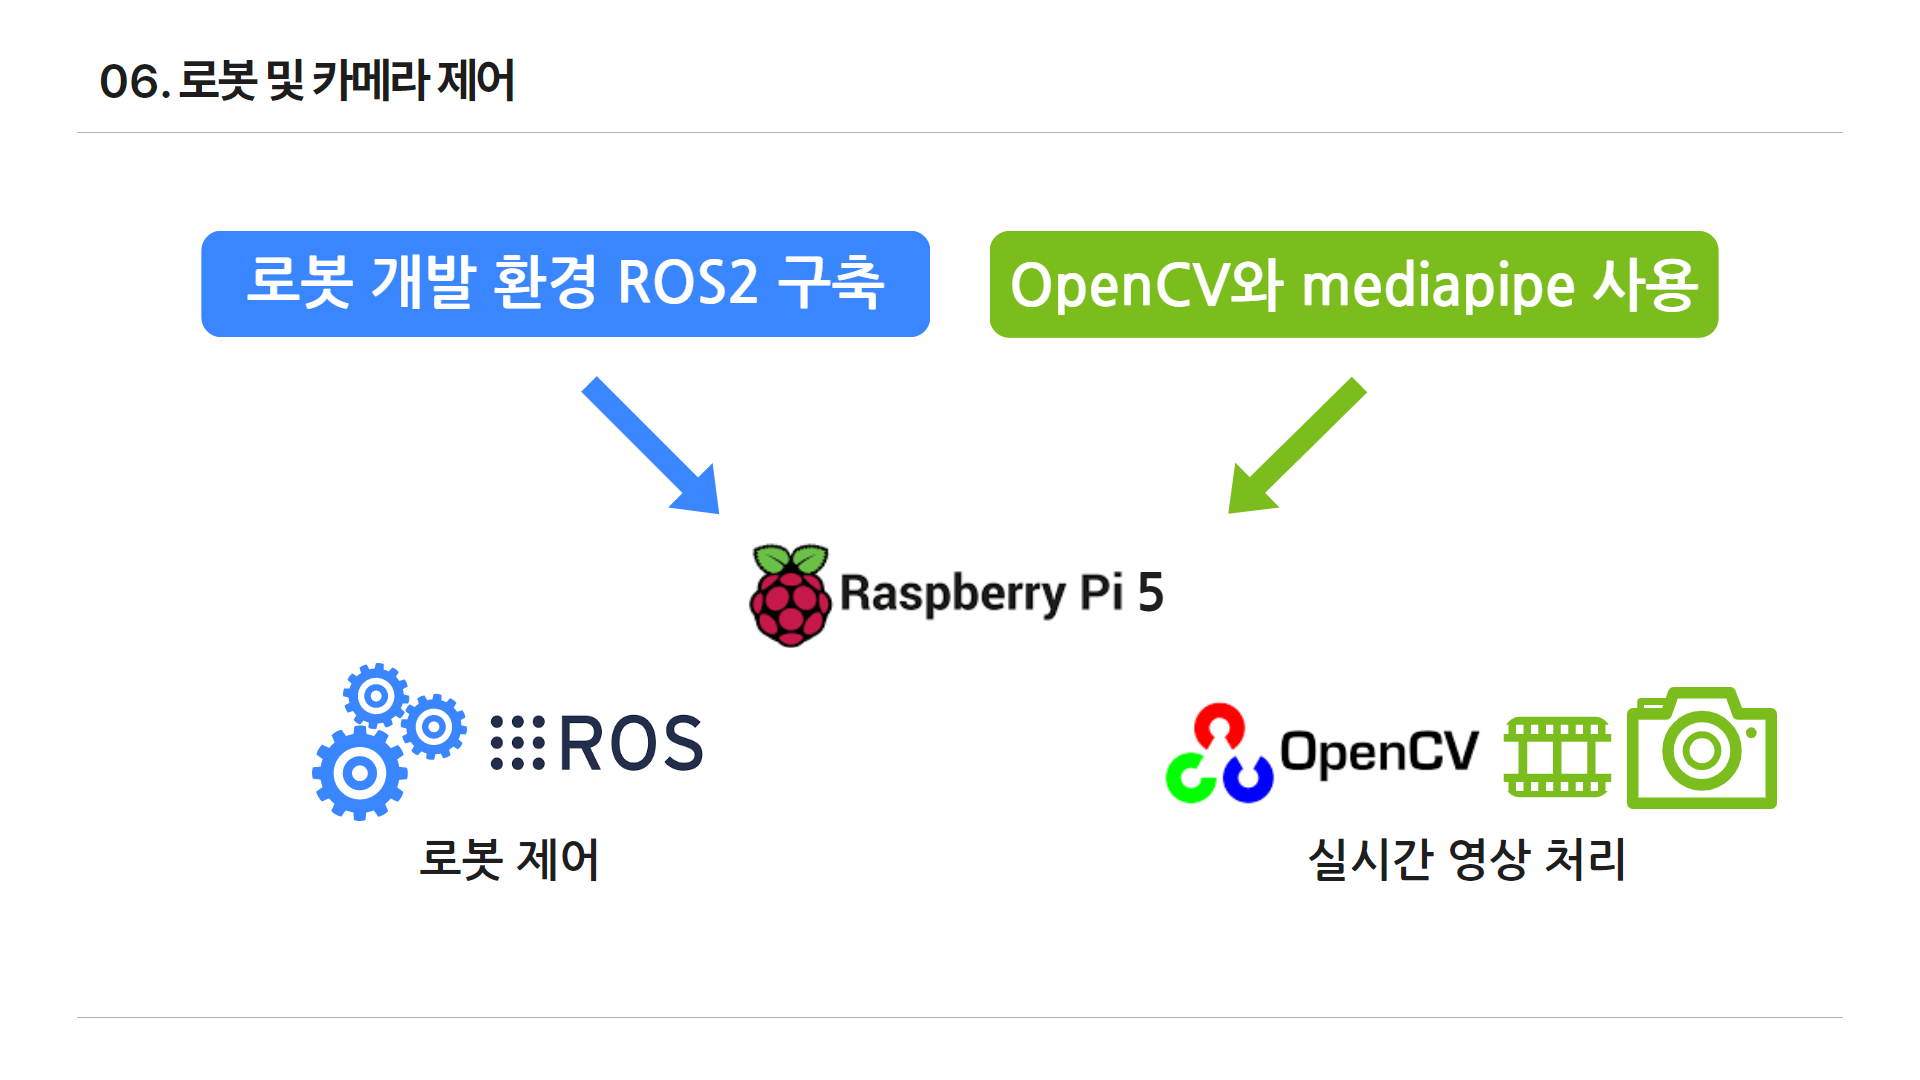 06. 로봇 및 카메라 제어
로봇 개발 환경 ROS2 구축
OpenCV와 mediapipe 사용
Raspberry Pi 5
ROS
OpenCV
로봇 제어
실시간 영상 처리